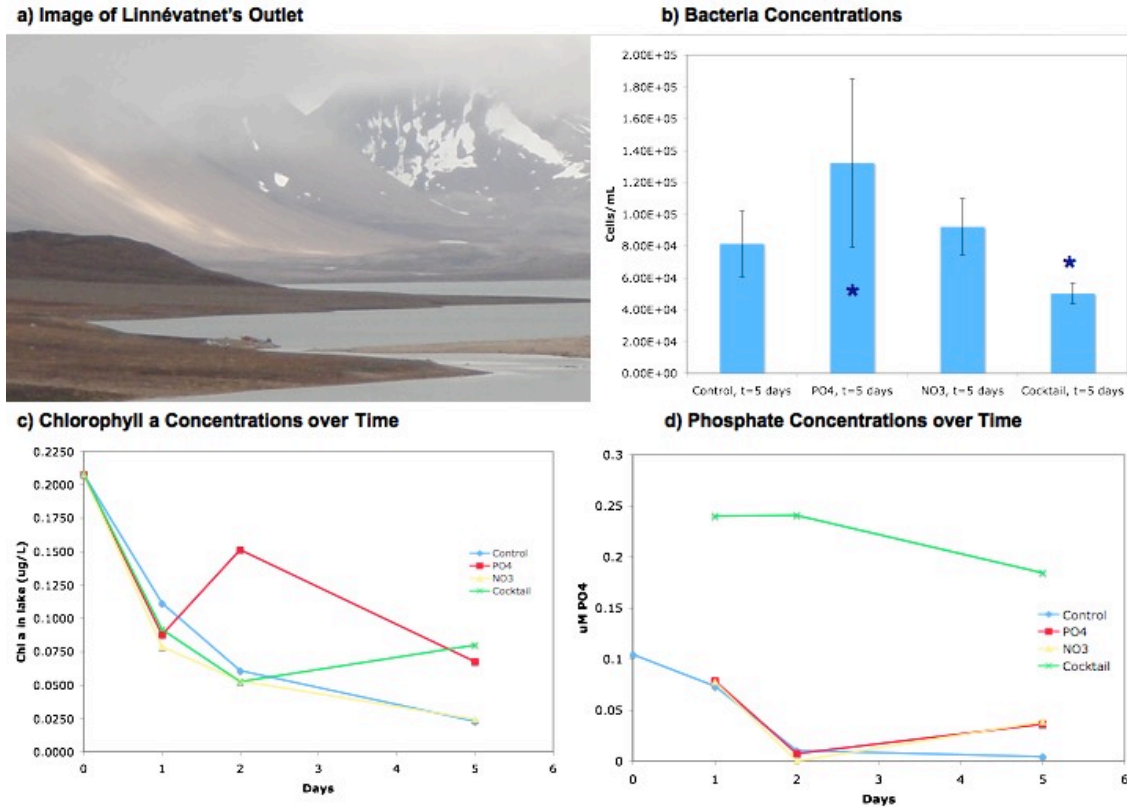 a) Image of Linnévatnet's Outlet
b) Bacteria Concentrations
2.00E+05
1.80E+05
1.60E+05
1.40E+05
1.20E+05
1.00E+05
8.00E+04
6.00E+04
4.00E+04
2.00E+04
0.00E+00
Cells/mL
*
*
Control, t=5 days
PO4, t=5 days
NO3, t=5 days
Cocktail, t=5 days
c) Chlorophyll a Concentrations over Time
0.2250
0.2000
0.1750
0.1500
0.1250
0.1000
0.0750
0.0500
0.0250
0.0000
Chl a in lake (ug/L)
0 1 2 3 4 5 6
Days
Control
PO4
NO3
Cocktail
d) Phosphate Concentrations over Time
0.3
0.25
0.2
0.15
0.1
0.05
0
uM PO4
0 1 2 3 4 5 6
Days
Control
PO4
NO3
Cocktail